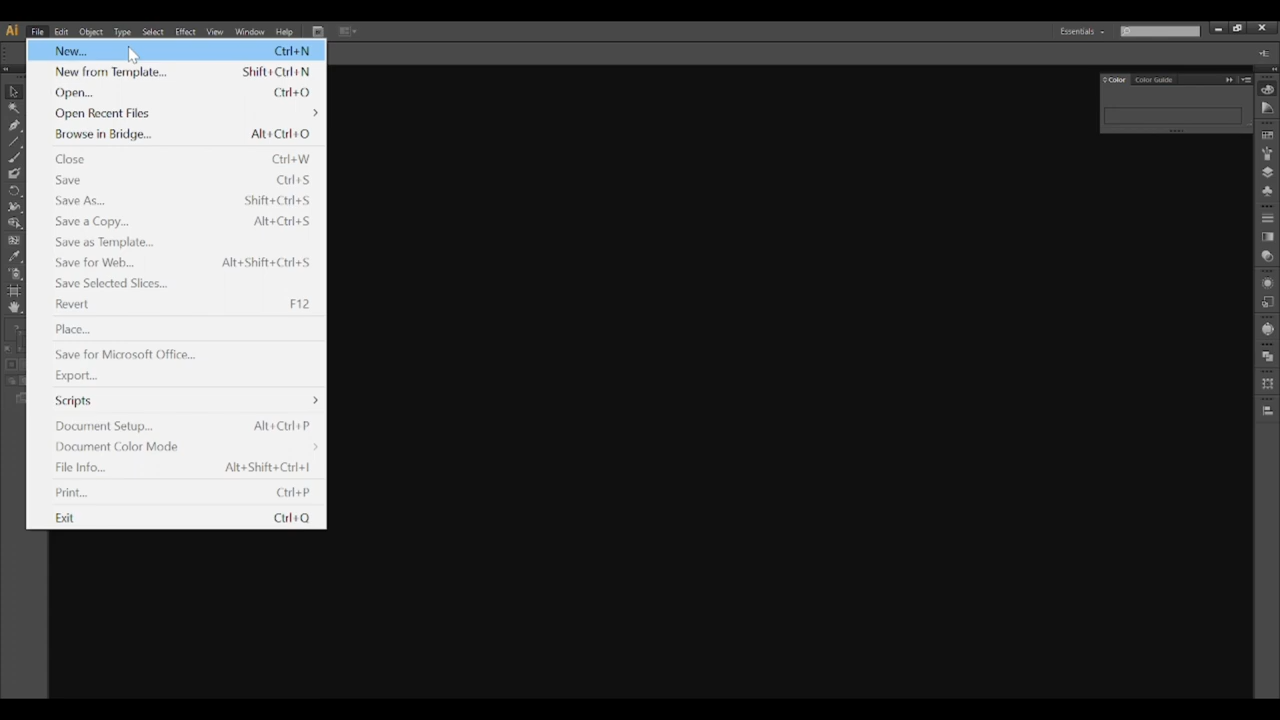 Ai File Edit Object Type Select Effect View Window Help Essentials
New... Ctrl+N
New from Template... Shift+Ctrl+N
Open... Ctrl+O
Open Recent Files
Browse in Bridge... Alt+Ctrl+O
Close Ctrl+W
Save Ctrl+S
Save As... Shift+Ctrl+S
Save a Copy... Alt+Ctrl+S
Save as Template...
Save for Web... Alt+Shift+Ctrl+S
Save Selected Slices...
Revert F12
Place...
Save for Microsoft Office...
Export...
Scripts
Document Setup... Alt+Ctrl+P
Document Color Mode
File Info... Alt+Shift+Ctrl+I
Print... Ctrl+P
Exit Ctrl+Q
Color Color Guide